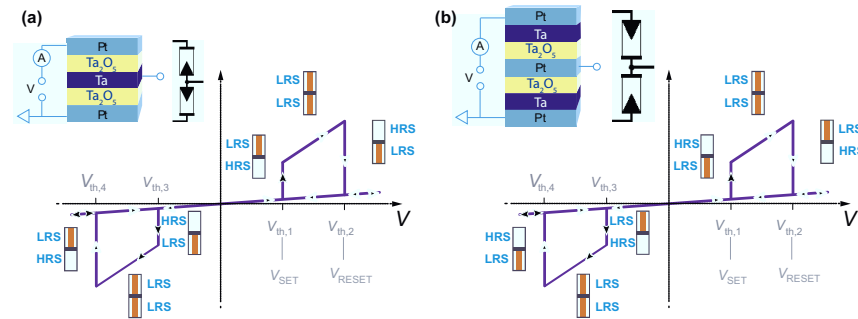 (a)
Pt
Ta₂O₅
Ta
Ta₂O₅
Pt
A
V
LRS
LRS
LRS
HRS
HRS
LRS
Vth,4
Vth,3
V
HRS
LRS
Vth,1
Vth,2
LRS
HRS
LRS
LRS
VSET
VRESET
(b)
Pt
Ta
Ta₂O₅
Pt
Ta₂O₅
Ta
Pt
A
V
LRS
LRS
HRS
LRS
HRS
LRS
Vth,4
Vth,3
V
LRS
HRS
Vth,1
Vth,2
HRS
LRS
LRS
LRS
VSET
VRESET